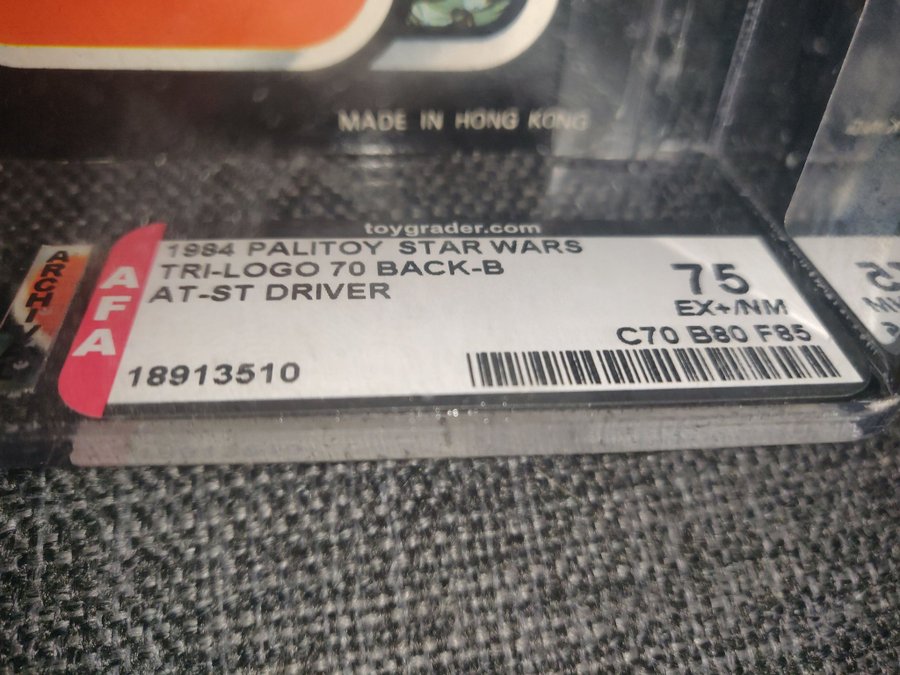 MADE IN HONG KONG
toygrader.com
ARCHIV
AFA
1984 PALITOY STAR WARS
TRI-LOGO 70 BACK-B
AT-ST DRIVER
75
EX+/NM
C70 B80 F85
18913510